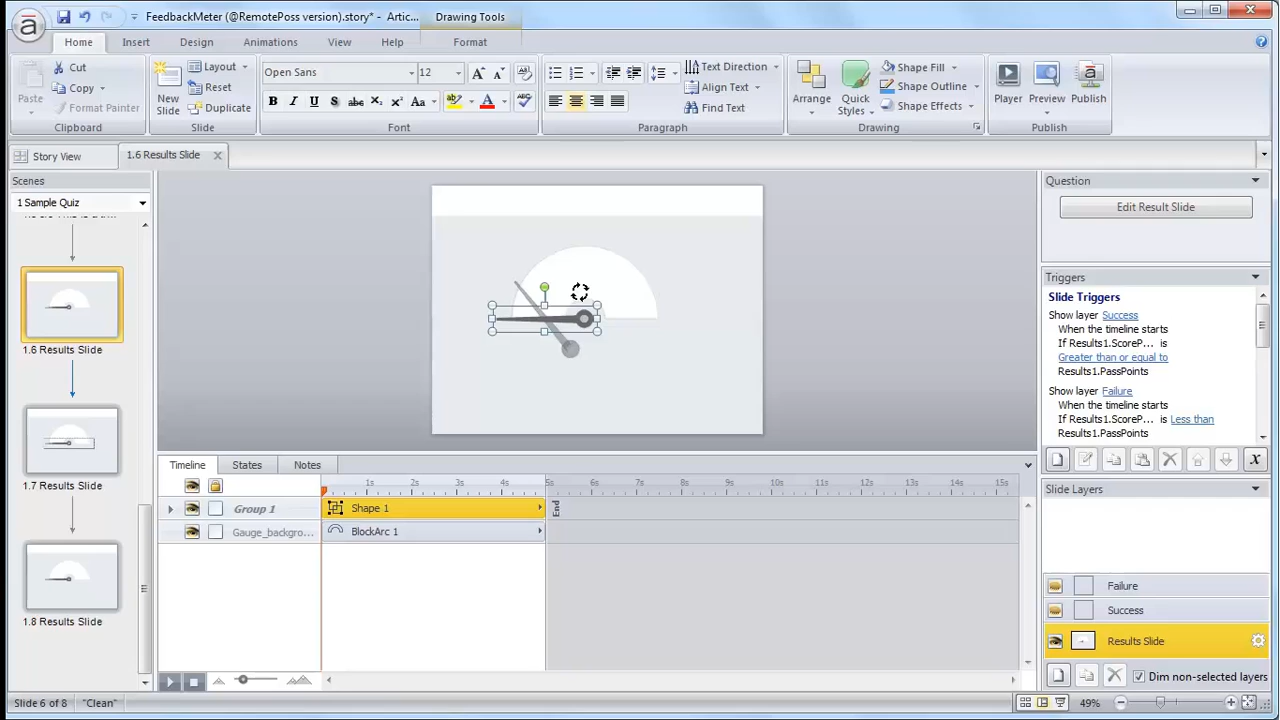 FeedbackMeter (@RemotePoss version).story* - Artic...
Drawing Tools
Home
Insert
Design
Transitions
Animations
View
Help
Format
Paste
Cut
Copy
Format Painter
Clipboard
New Slide
Layout
Reset
Duplicate
Slide
Open Sans
12
Font
Text Direction
Align Text
Find Text
Paragraph
Arrange
Quick Styles
Shape Fill
Shape Outline
Shape Effects
Drawing
Player
Preview
Publish
Publish
Story View
1.6 Results Slide
Scenes
1 Sample Quiz
1.6 Results Slide
1.7 Results Slide
1.8 Results Slide
Question
Edit Result Slide
Triggers
Slide Triggers
Show layer Success
When the timeline starts
If Results1.ScoreP... is
Greater than or equal to
Results1.PassPoints
Show layer Failure
When the timeline starts
If Results1.ScoreP... is Less than
Results1.PassPoints
Timeline
States
Notes
1s 2s 3s 4s 5s 6s 7s 8s 9s 10s 11s 12s 13s 14s 15s
Group 1
Shape 1
End
Gauge_backgro...
BlockArc 1
Slide Layers
Failure
Success
Results Slide
Dim non-selected layers
Slide 6 of 8
"Clean"
49%